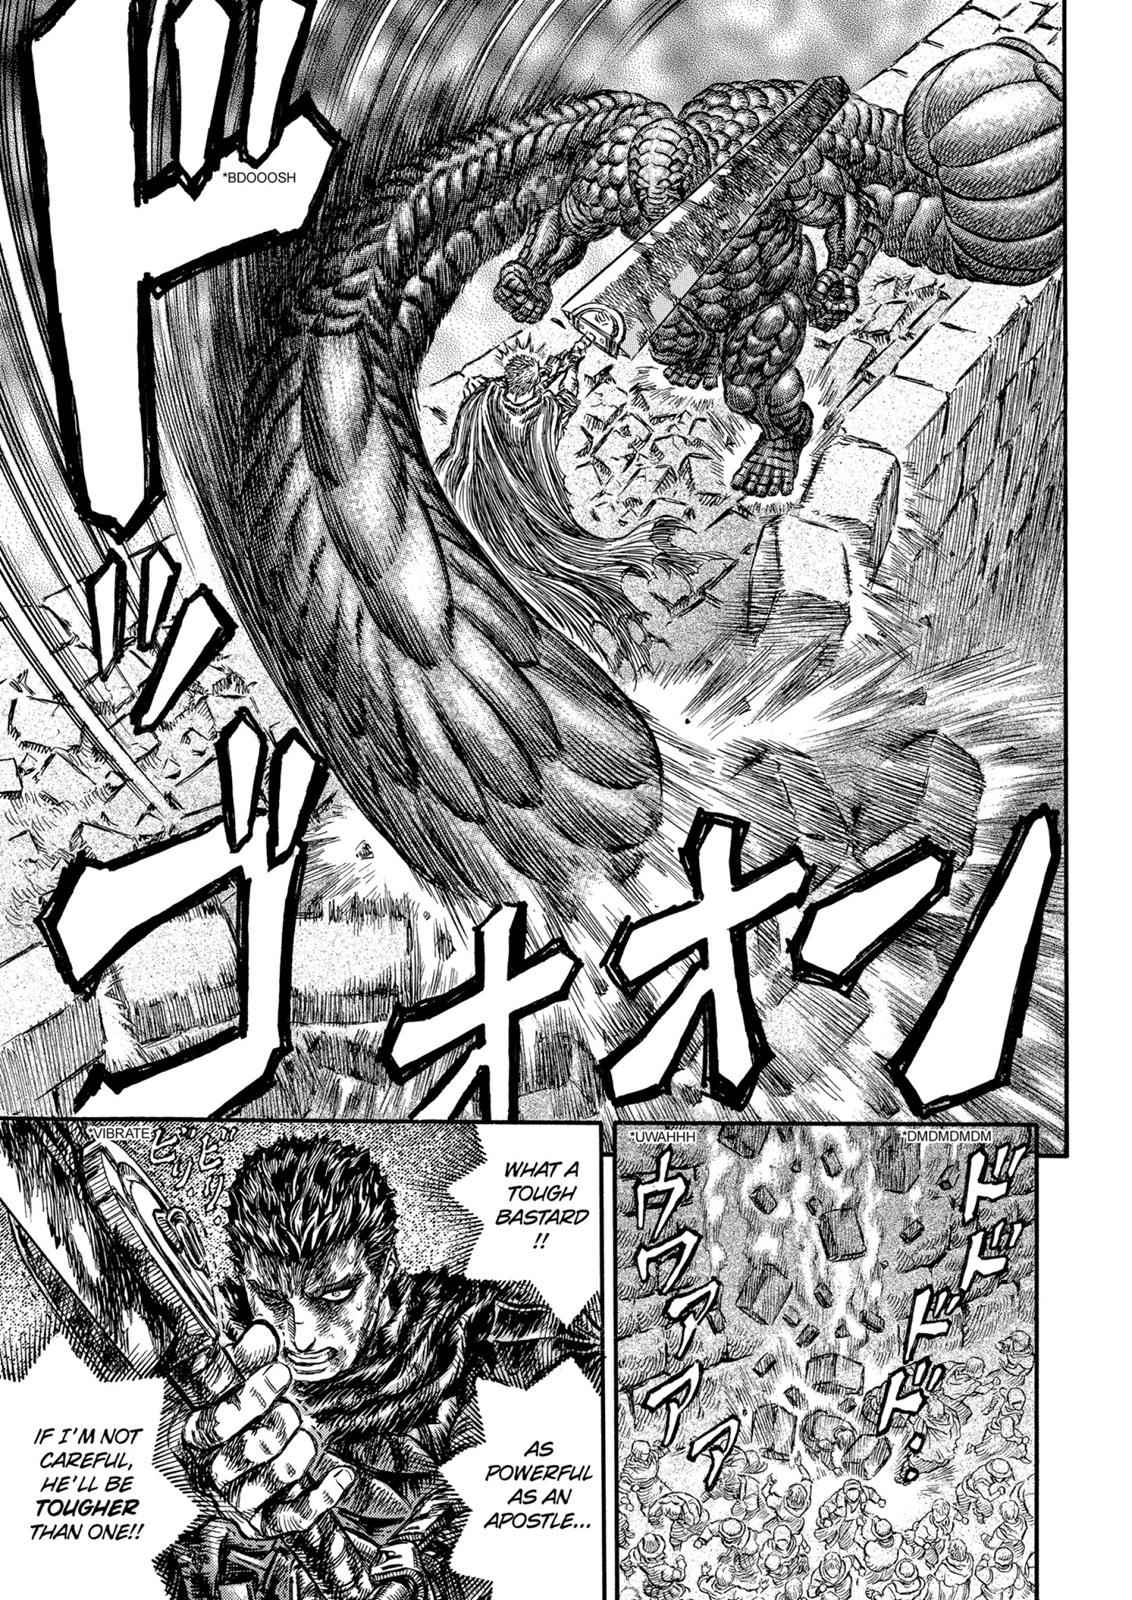 *BDOOOSH
ドゴォオン
*DMDMDMDM
ドドドドド…
*UWAHHH
ウワァアアァ
*VIBRATE
ビリビリ…
WHAT A
TOUGH
BASTARD
!!
AS
POWERFUL
AS AN
APOSTLE...
IF I'M NOT
CAREFUL,
HE'LL BE
TOUGHER
THAN ONE!!